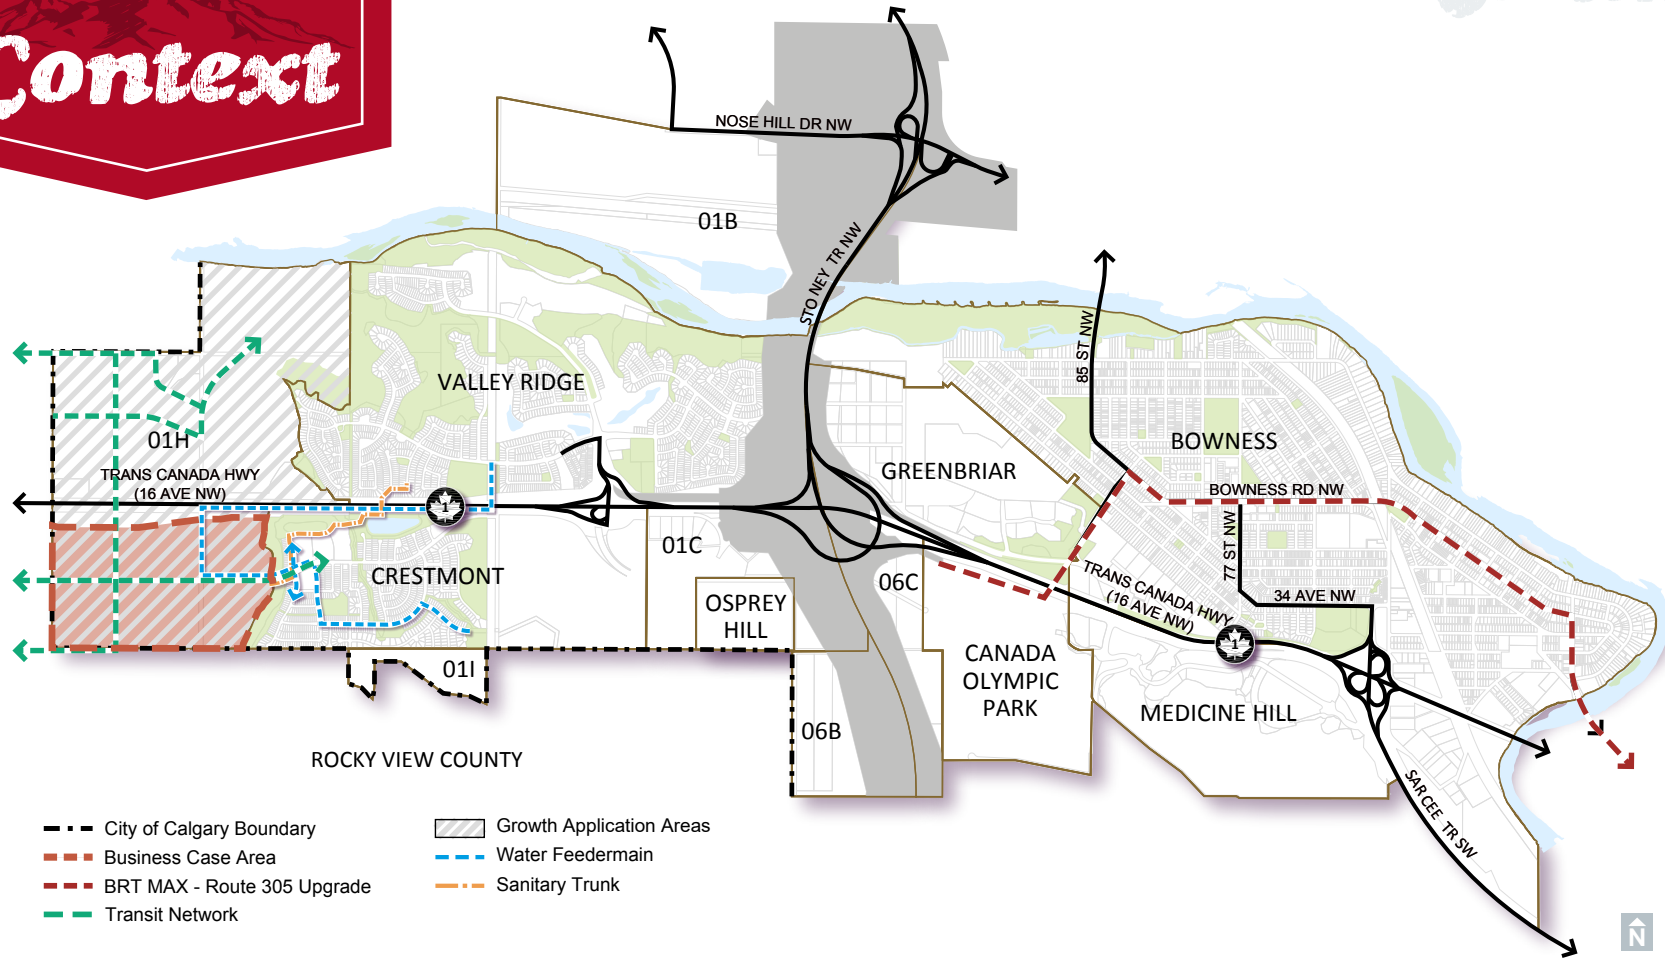 Context
NOSE HILL DR NW
01B
STONEY TR NW
85 ST NW
VALLEY RIDGE
01H
BOWNESS
TRANS CANADA HWY
(16 AVE NW)
GREENBRIAR
BOWNESS RD NW
1
77 ST NW
01C
CRESTMONT
06C
TRANS CANADA HWY
(16 AVE NW)
34 AVE NW
OSPREY
HILL
1
01I
CANADA
OLYMPIC
PARK
MEDICINE HILL
06B
ROCKY VIEW COUNTY
SARCEE TR SW
City of Calgary Boundary
Business Case Area
BRT MAX - Route 305 Upgrade
Transit Network
Growth Application Areas
Water Feedermain
Sanitary Trunk
N